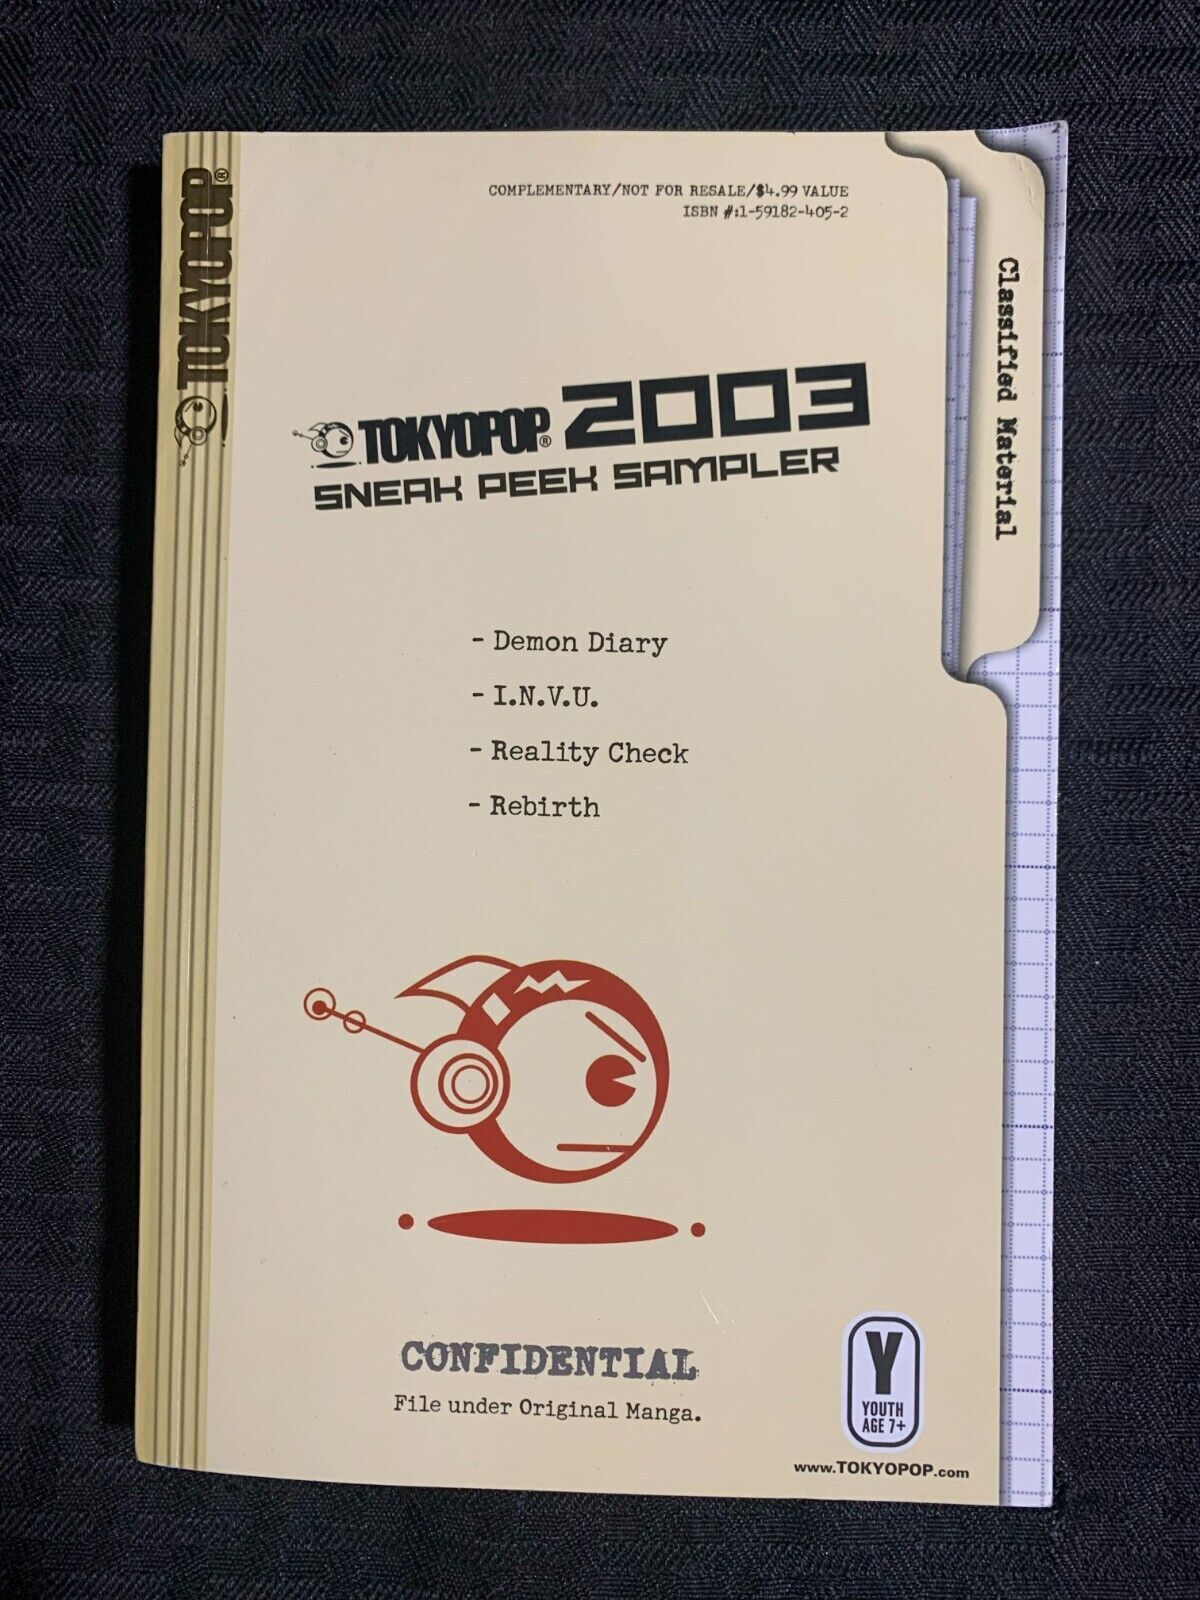 TOKYOPOP®
COMPLEMENTARY/NOT FOR RESALE/$4.99 VALUE
ISBN #:1-59182-405-2
Classified Material
TOKYOPOP® 2003
SNEAK PEEK SAMPLER
- Demon Diary
- I.N.V.U.
- Reality Check
- Rebirth
CONFIDENTIAL
File under Original Manga.
Y
YOUTH
AGE 7+
www.TOKYOPOP.com